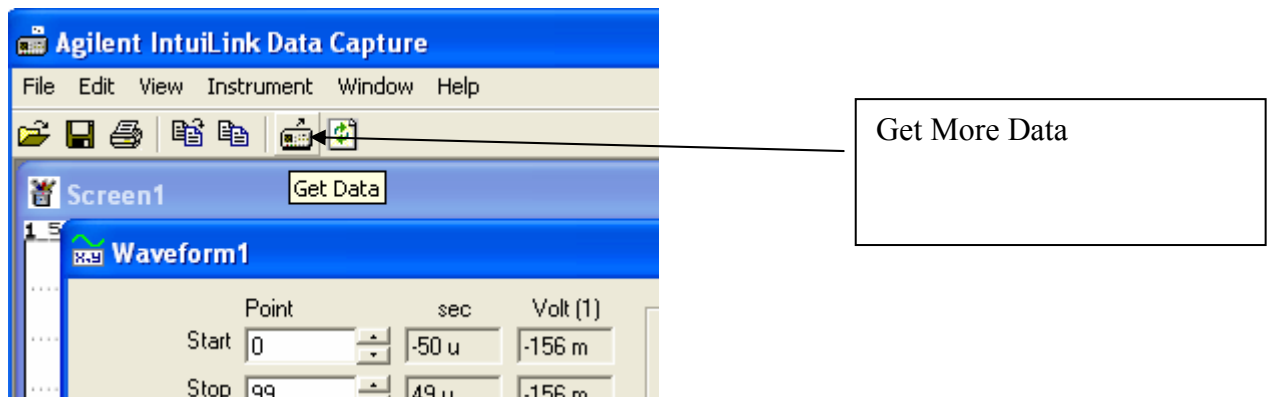 Agilent IntuiLink Data Capture
File Edit View Instrument Window Help
Get More Data
Get Data
Screen1
1_5
Waveform1
X,Y
Point sec Volt (1)
Start 0 -50 u -156 m
Stop 99 49 u -156 m